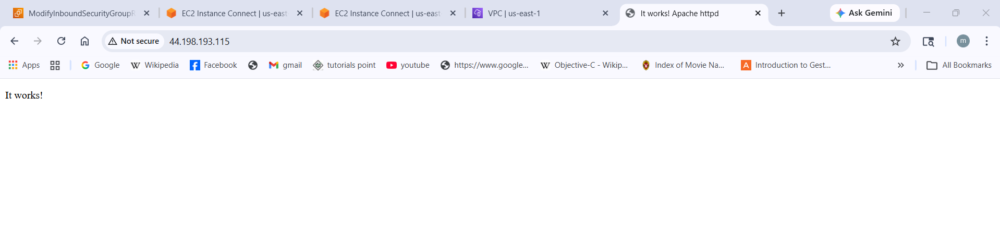 ModifyInboundSecurityGroupR
EC2 Instance Connect | us-east-
EC2 Instance Connect | us-east
VPC | us-east-1
It works! Apache httpd
Ask Gemini
Not secure
44.198.193.115
m
Apps
Google
W Wikipedia
Facebook
gmail
tutorials point
youtube
https://www.google...
W Objective-C - Wikip...
Index of Movie Na...
A Introduction to Gest...
All Bookmarks
It works!